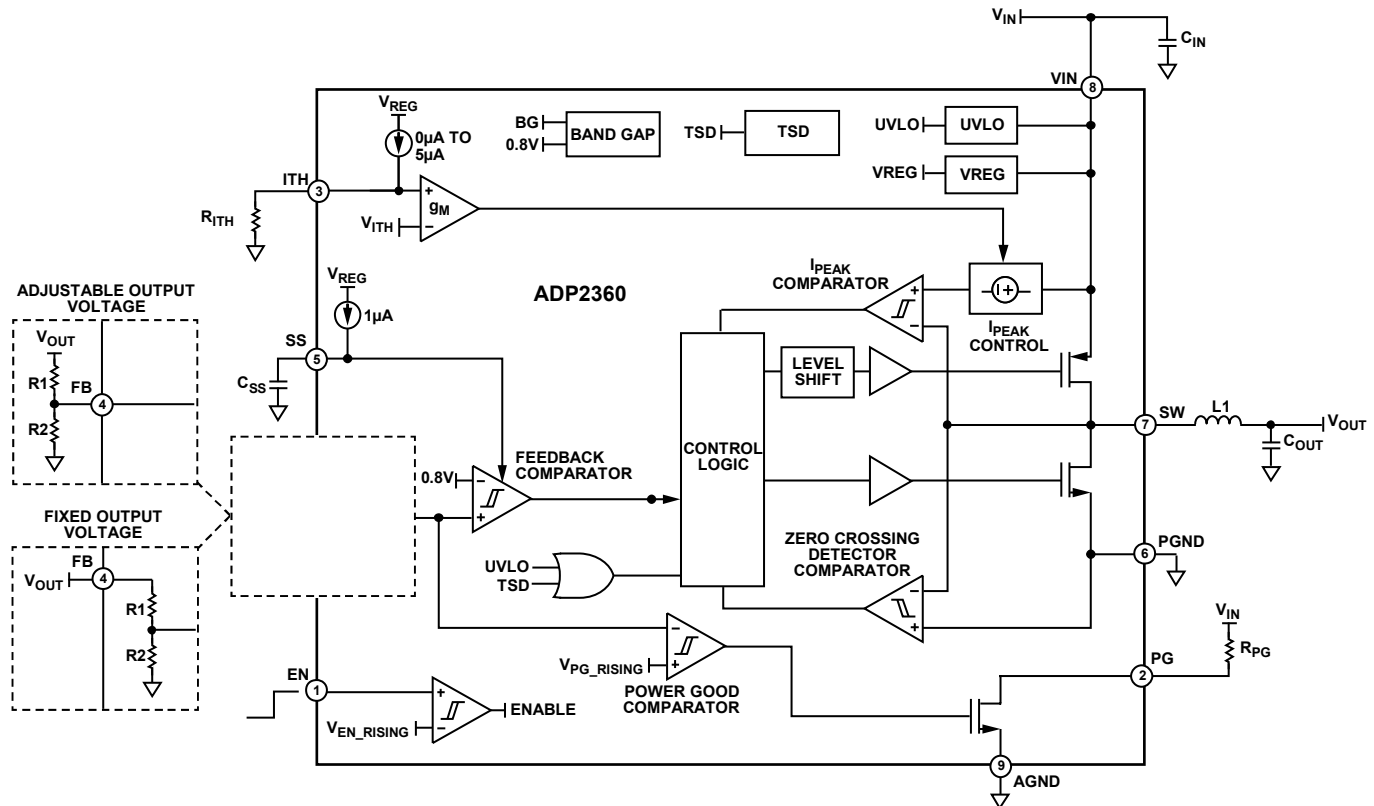 VIN
CIN
VIN
8
VREG
0µA TO
5µA
BG
0.8V
BAND GAP
TSD
TSD
UVLO
UVLO
VREG
VREG
ITH
3
RITH
+
gM
VITH
−
ADP2360
IPEAK
COMPARATOR
+
−
+
IPEAK
CONTROL
VREG
1µA
SS
5
CSS
ADJUSTABLE OUTPUT
VOLTAGE
VOUT
R1
FB
4
R2
FIXED OUTPUT
VOLTAGE
FB
VOUT
4
R1
R2
LEVEL
SHIFT
CONTROL
LOGIC
FEEDBACK
COMPARATOR
0.8V
−
+
7
SW
L1
VOUT
COUT
UVLO
TSD
ZERO CROSSING
DETECTOR
COMPARATOR
−
+
PGND
6
VIN
RPG
PG
2
−
VPG_RISING
+
POWER GOOD
COMPARATOR
EN
1
+
VEN_RISING
−
ENABLE
9
AGND